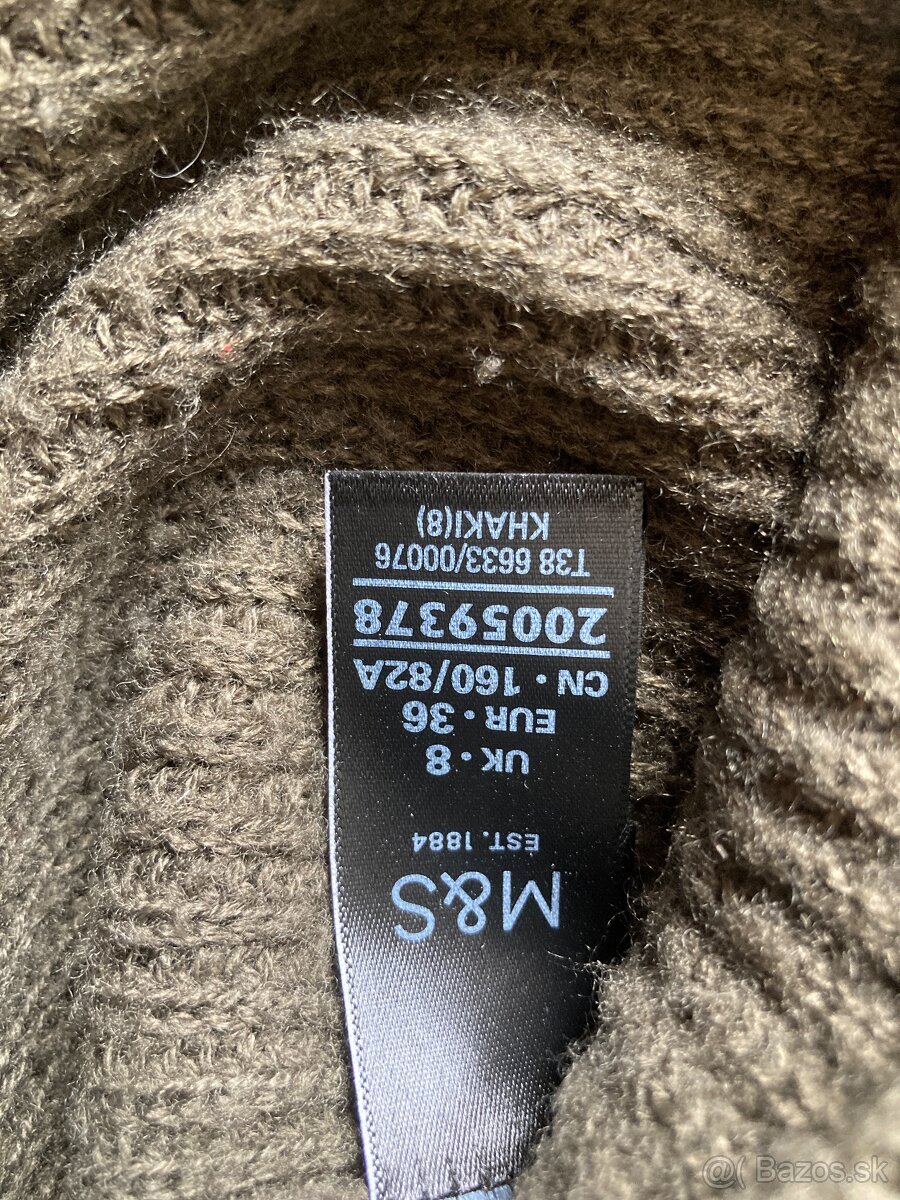 M&S
EST. 1884
UK • 8
EUR • 36
CN • 160/82A
20059378
T38 6633/00076
KHAKI(8)
@( Bazos.sk